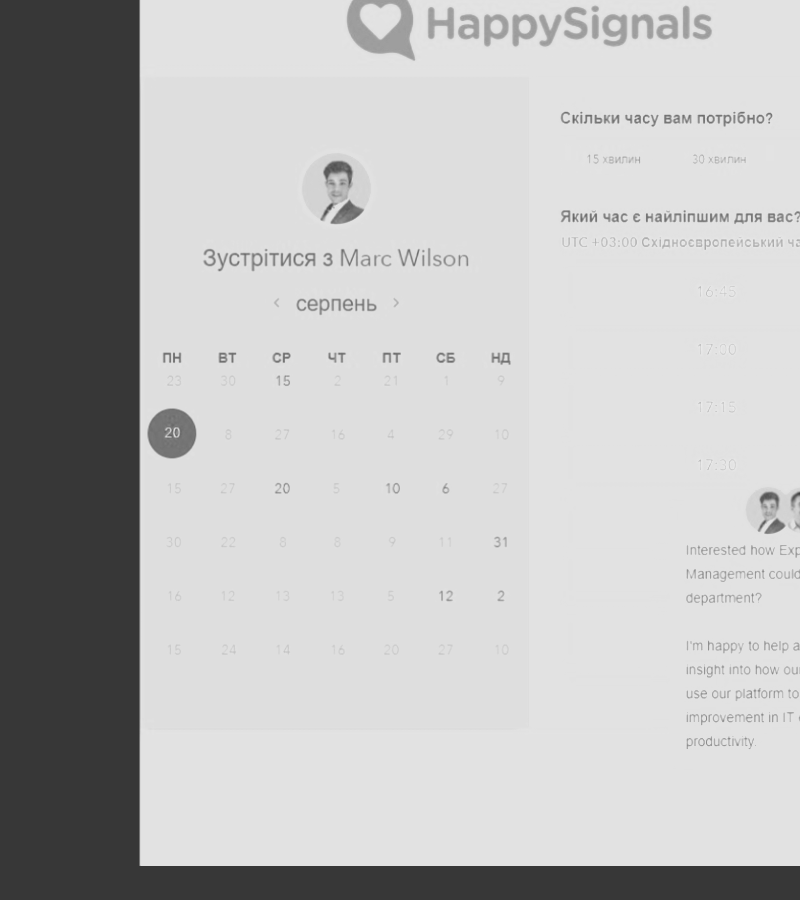 HappySignals
Зустрітися з Marc Wilson
‹ серпень ›
ПН ВТ СР ЧТ ПТ СБ НД
23 30 15 2 21 1 9
20 8 27 16 4 29 10
15 27 20 5 10 6 27
30 22 8 8 9 11 31
16 12 13 13 5 12 2
15 24 14 16 20 27 10
Скільки часу вам потрібно?
15 хвилин 30 хвилин
Який час є найліпшим для вас?
UTC +03:00 Східноєвропейський ча
16:45
17:00
17:15
17:30
Interested how Exp
Management could
department?
I'm happy to help a
insight into how ou
use our platform to
improvement in IT
productivity.